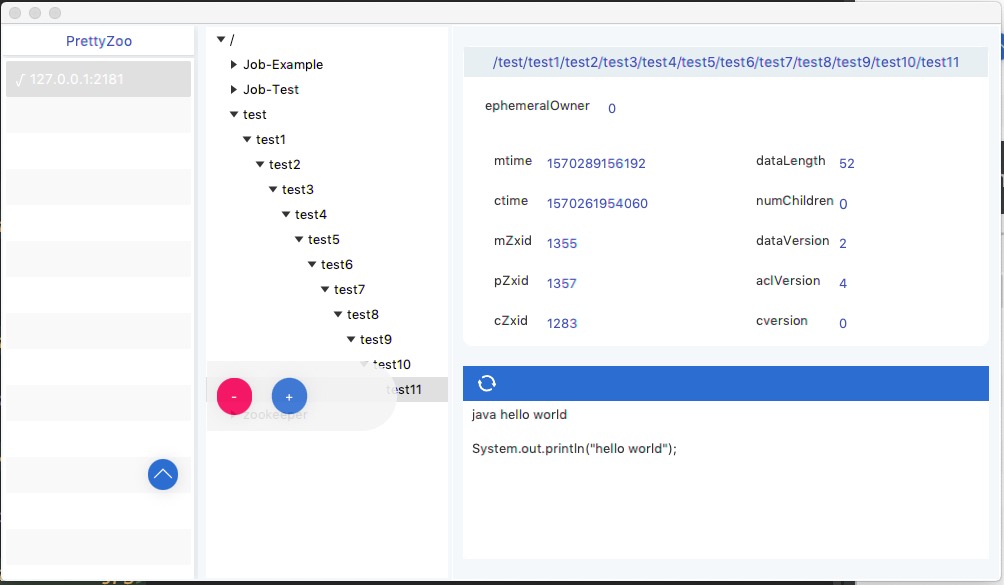 PrettyZoo
√ 127.0.0.1:2181
/
Job-Example
Job-Test
test
test1
test2
test3
test4
test5
test6
test7
test8
test9
test10
test11
zookeeper
-
+
/test/test1/test2/test3/test4/test5/test6/test7/test8/test9/test10/test11
ephemeralOwner 0
mtime 1570289156192 dataLength 52
ctime 1570261954060 numChildren 0
mZxid 1355 dataVersion 2
pZxid 1357 aclVersion 4
cZxid 1283 cversion 0
java hello world
System.out.println("hello world");